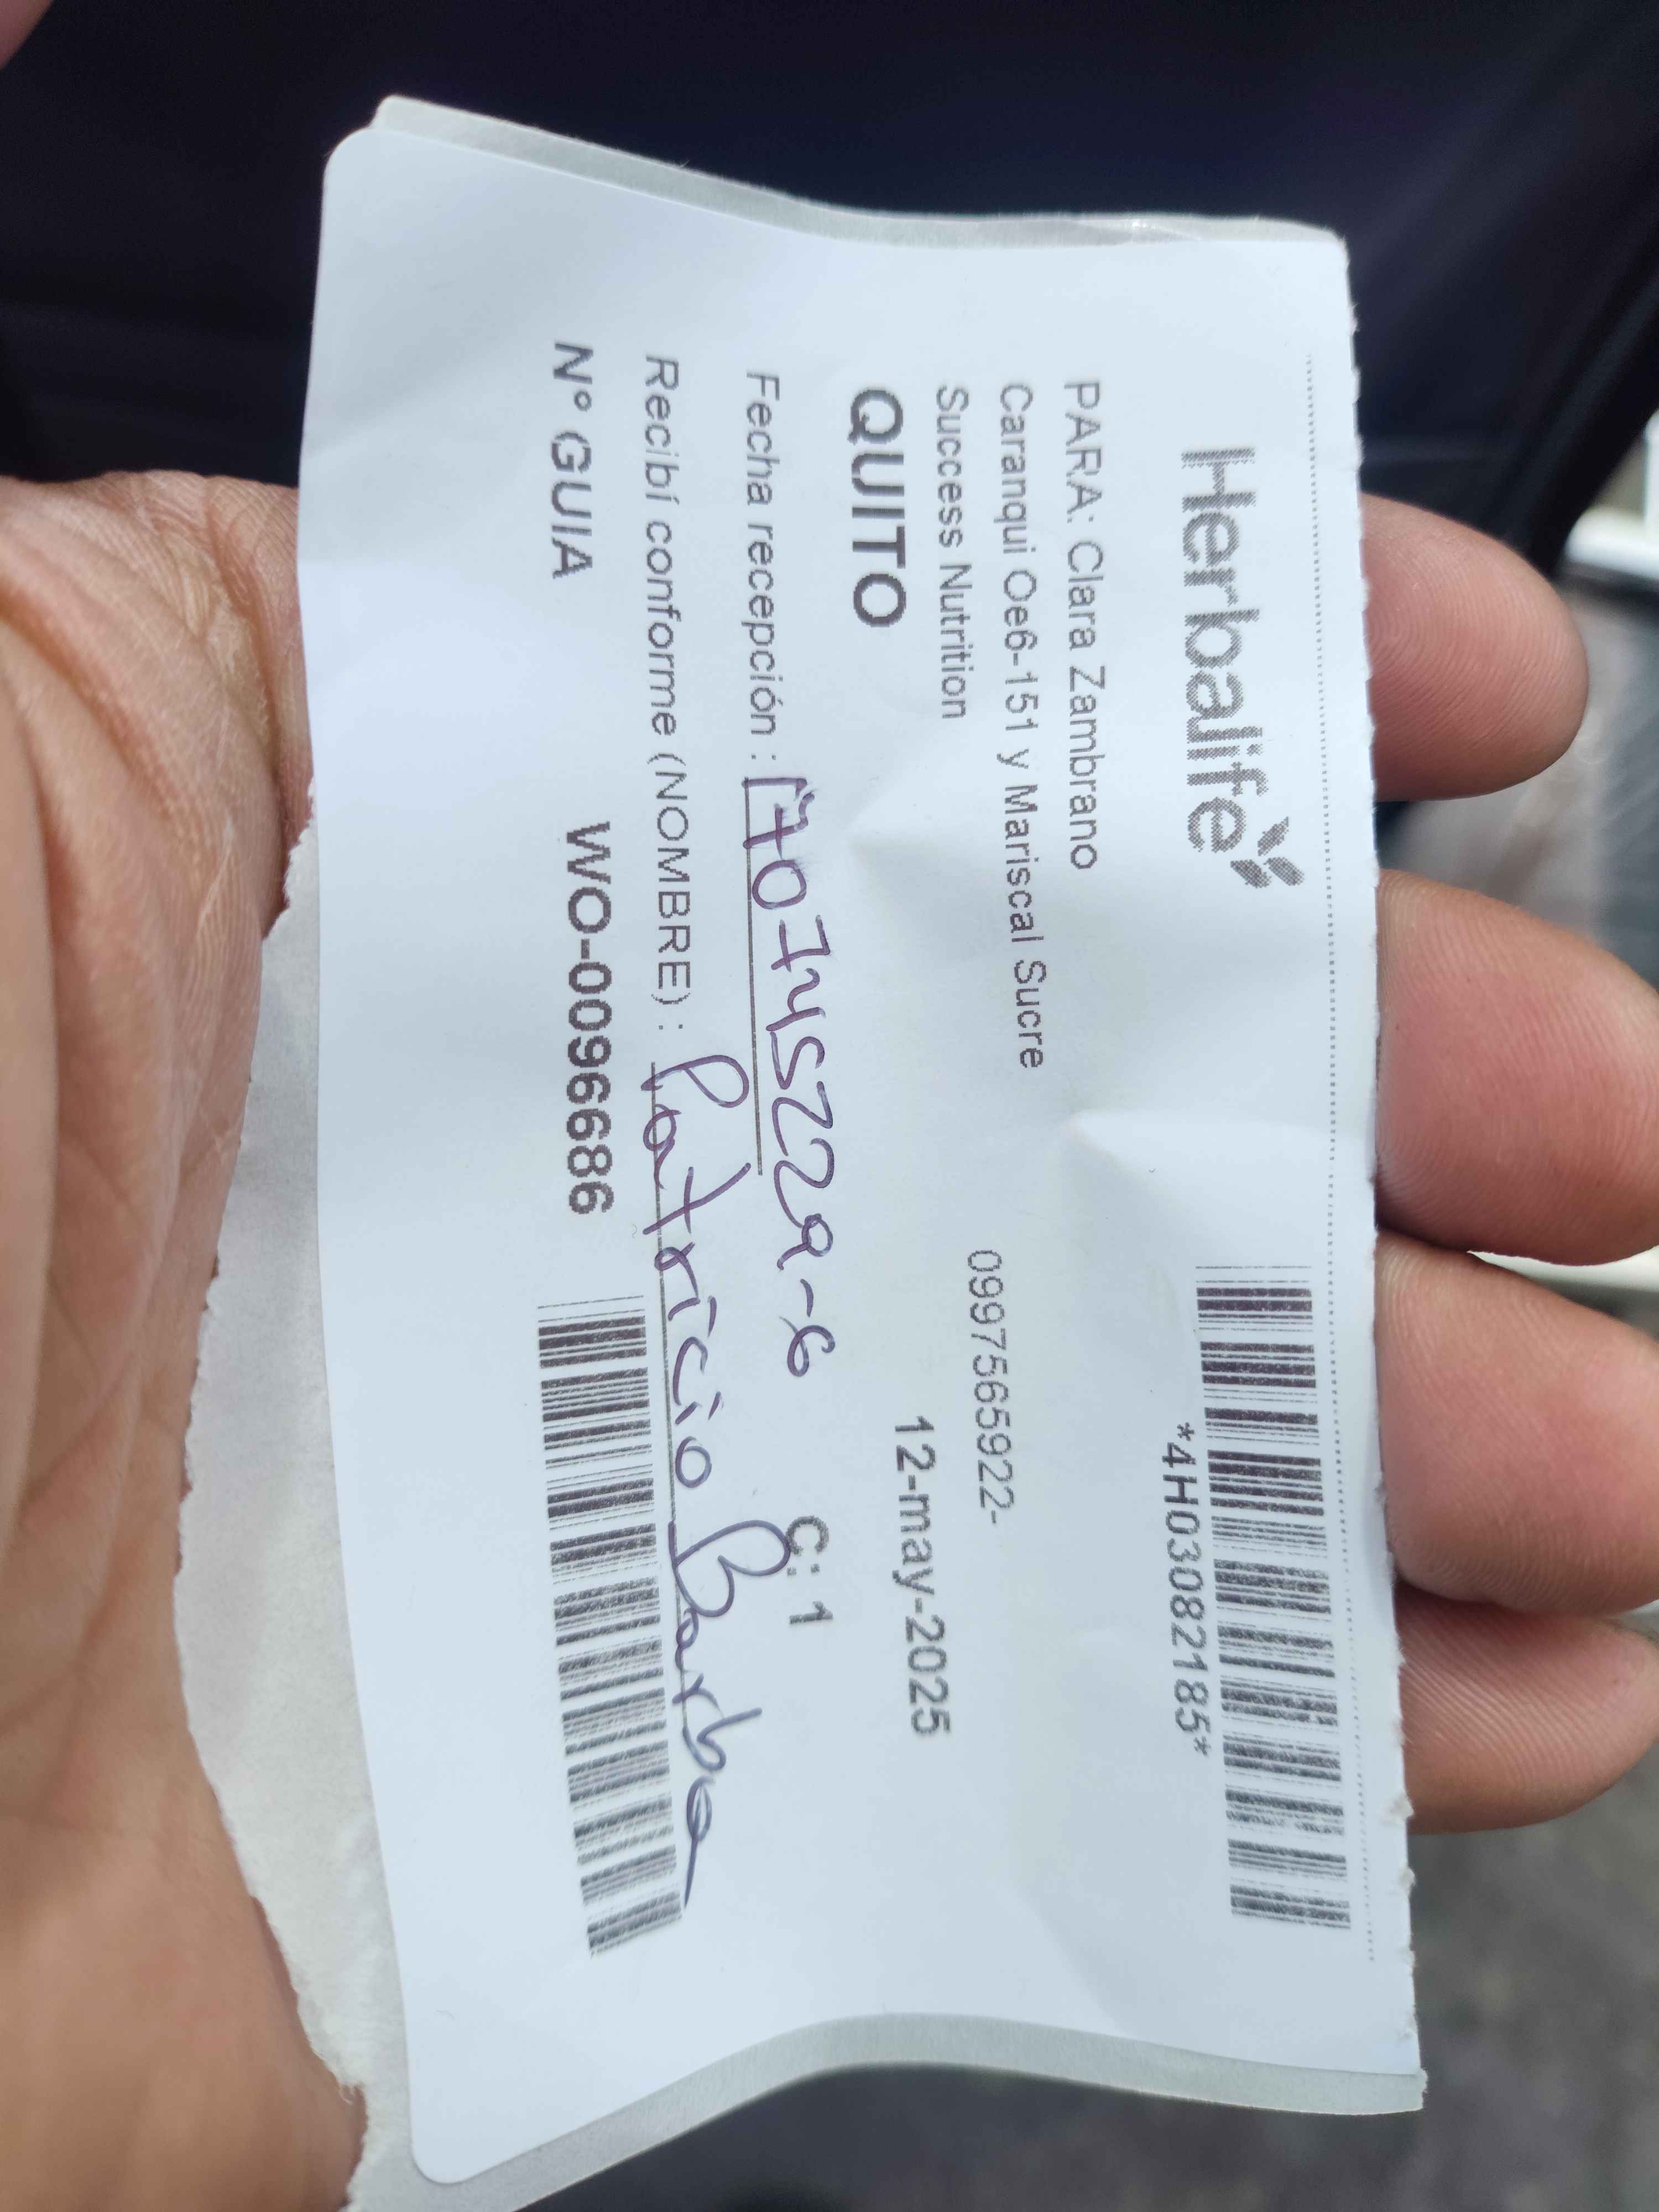 Herbalife
*4H03082185*
PARA: Clara Zambrano
Caranqui Oe6-151 y Mariscal Sucre
Success Nutrition
0997565922-
QUITO
12-may-2025
Fecha recepción :
C: 1
Recibí conforme (NOMBRE) : Patricio Barba
N° GUIA WO-0096686